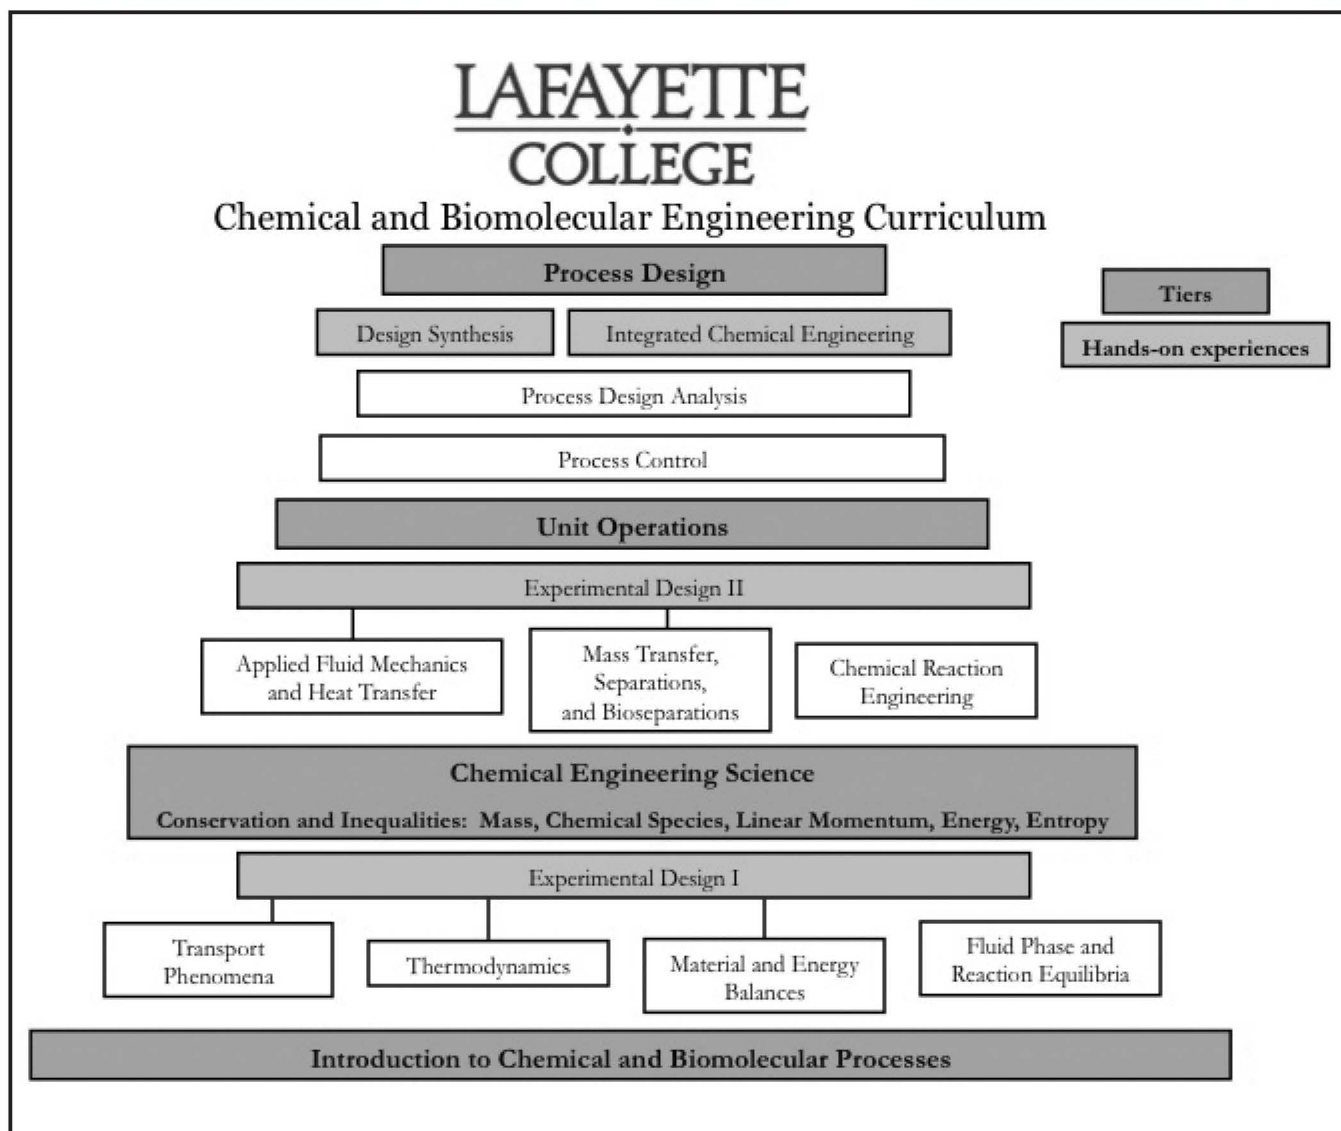 LAFAYETTE
COLLEGE
Chemical and Biomolecular Engineering Curriculum
Process Design
Tiers
Design Synthesis
Integrated Chemical Engineering
Hands-on experiences
Process Design Analysis
Process Control
Unit Operations
Experimental Design II
Applied Fluid Mechanics
and Heat Transfer
Mass Transfer,
Separations,
and Bioseparations
Chemical Reaction
Engineering
Chemical Engineering Science
Conservation and Inequalities: Mass, Chemical Species, Linear Momentum, Energy, Entropy
Experimental Design I
Transport
Phenomena
Thermodynamics
Material and Energy
Balances
Fluid Phase and
Reaction Equilibria
Introduction to Chemical and Biomolecular Processes